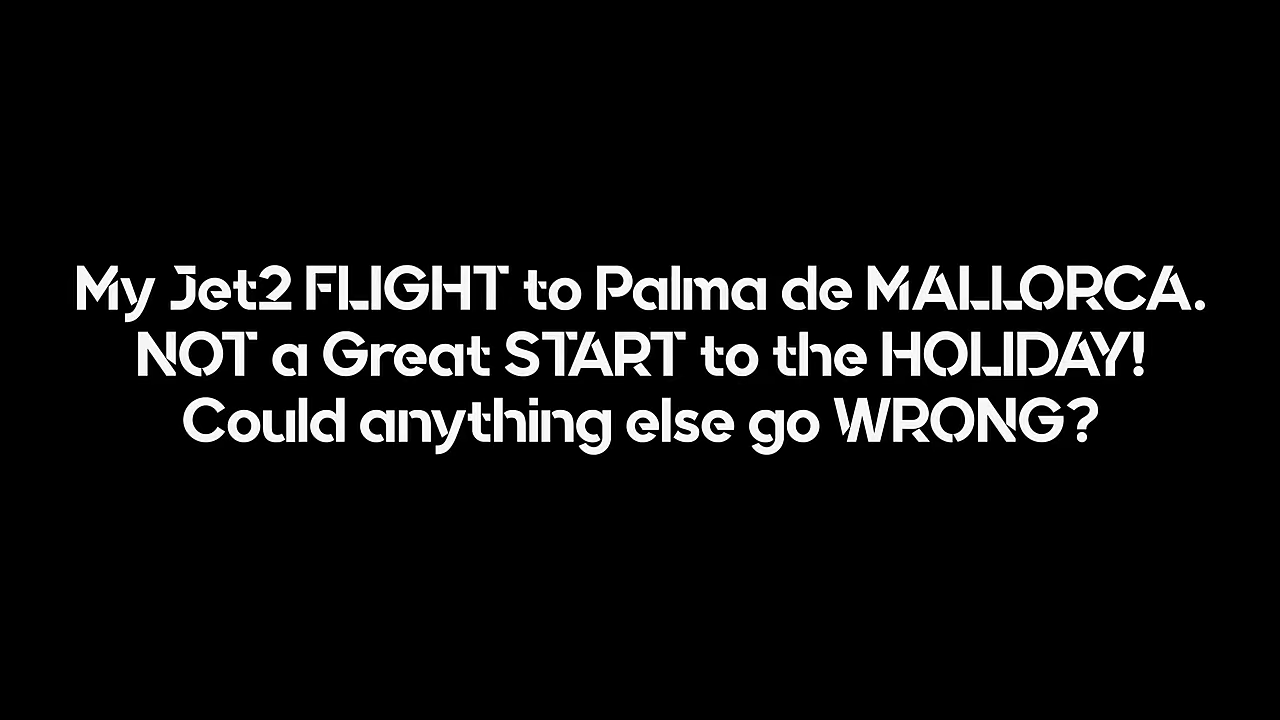 My Jet2 FLIGHT to Palma de MALLORCA.
NOT a Great START to the HOLIDAY!
Could anything else go WRONG?